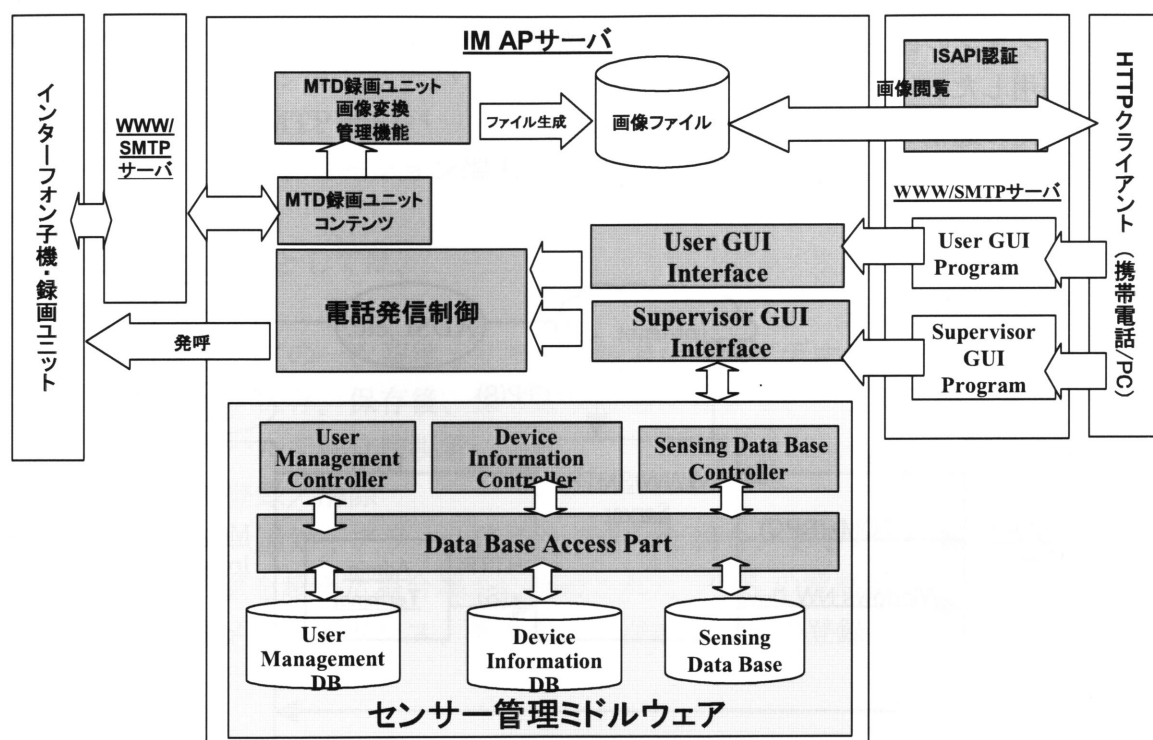 IM APサーバ
インターフォン子機・録画ユニット
WWW/
SMTP
サーバ
MTD録画ユニット
画像変換
管理機能
ファイル生成
画像ファイル
画像閲覧
ISAPI認証
HTTPクライアント (携帯電話/PC)
MTD録画ユニット
コンテンツ
WWW/SMTPサーバ
User GUI
Interface
User GUI
Program
電話発信制御
発呼
Supervisor GUI
Interface
Supervisor
GUI
Program
User
Management
Controller
Device
Information
Controller
Sensing Data Base
Controller
Data Base Access Part
User
Management
DB
Device
Information
DB
Sensing
Data Base
センサー管理ミドルウェア